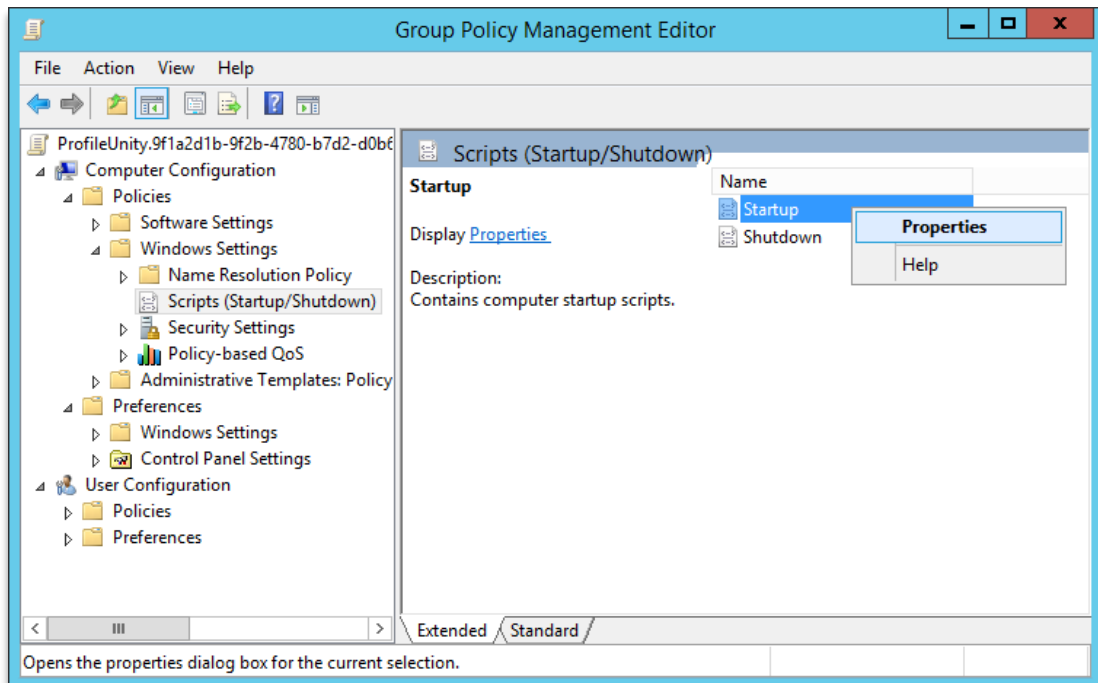 Group Policy Management Editor
File Action View Help
ProfileUnity.9f1a2d1b-9f2b-4780-b7d2-d0b6
Computer Configuration
Policies
Software Settings
Windows Settings
Name Resolution Policy
Scripts (Startup/Shutdown)
Security Settings
Policy-based QoS
Administrative Templates: Policy
Preferences
Windows Settings
Control Panel Settings
User Configuration
Policies
Preferences
Scripts (Startup/Shutdown)
Startup
Display Properties
Description:
Contains computer startup scripts.
Name
Startup
Shutdown
Properties
Help
Extended Standard
Opens the properties dialog box for the current selection.